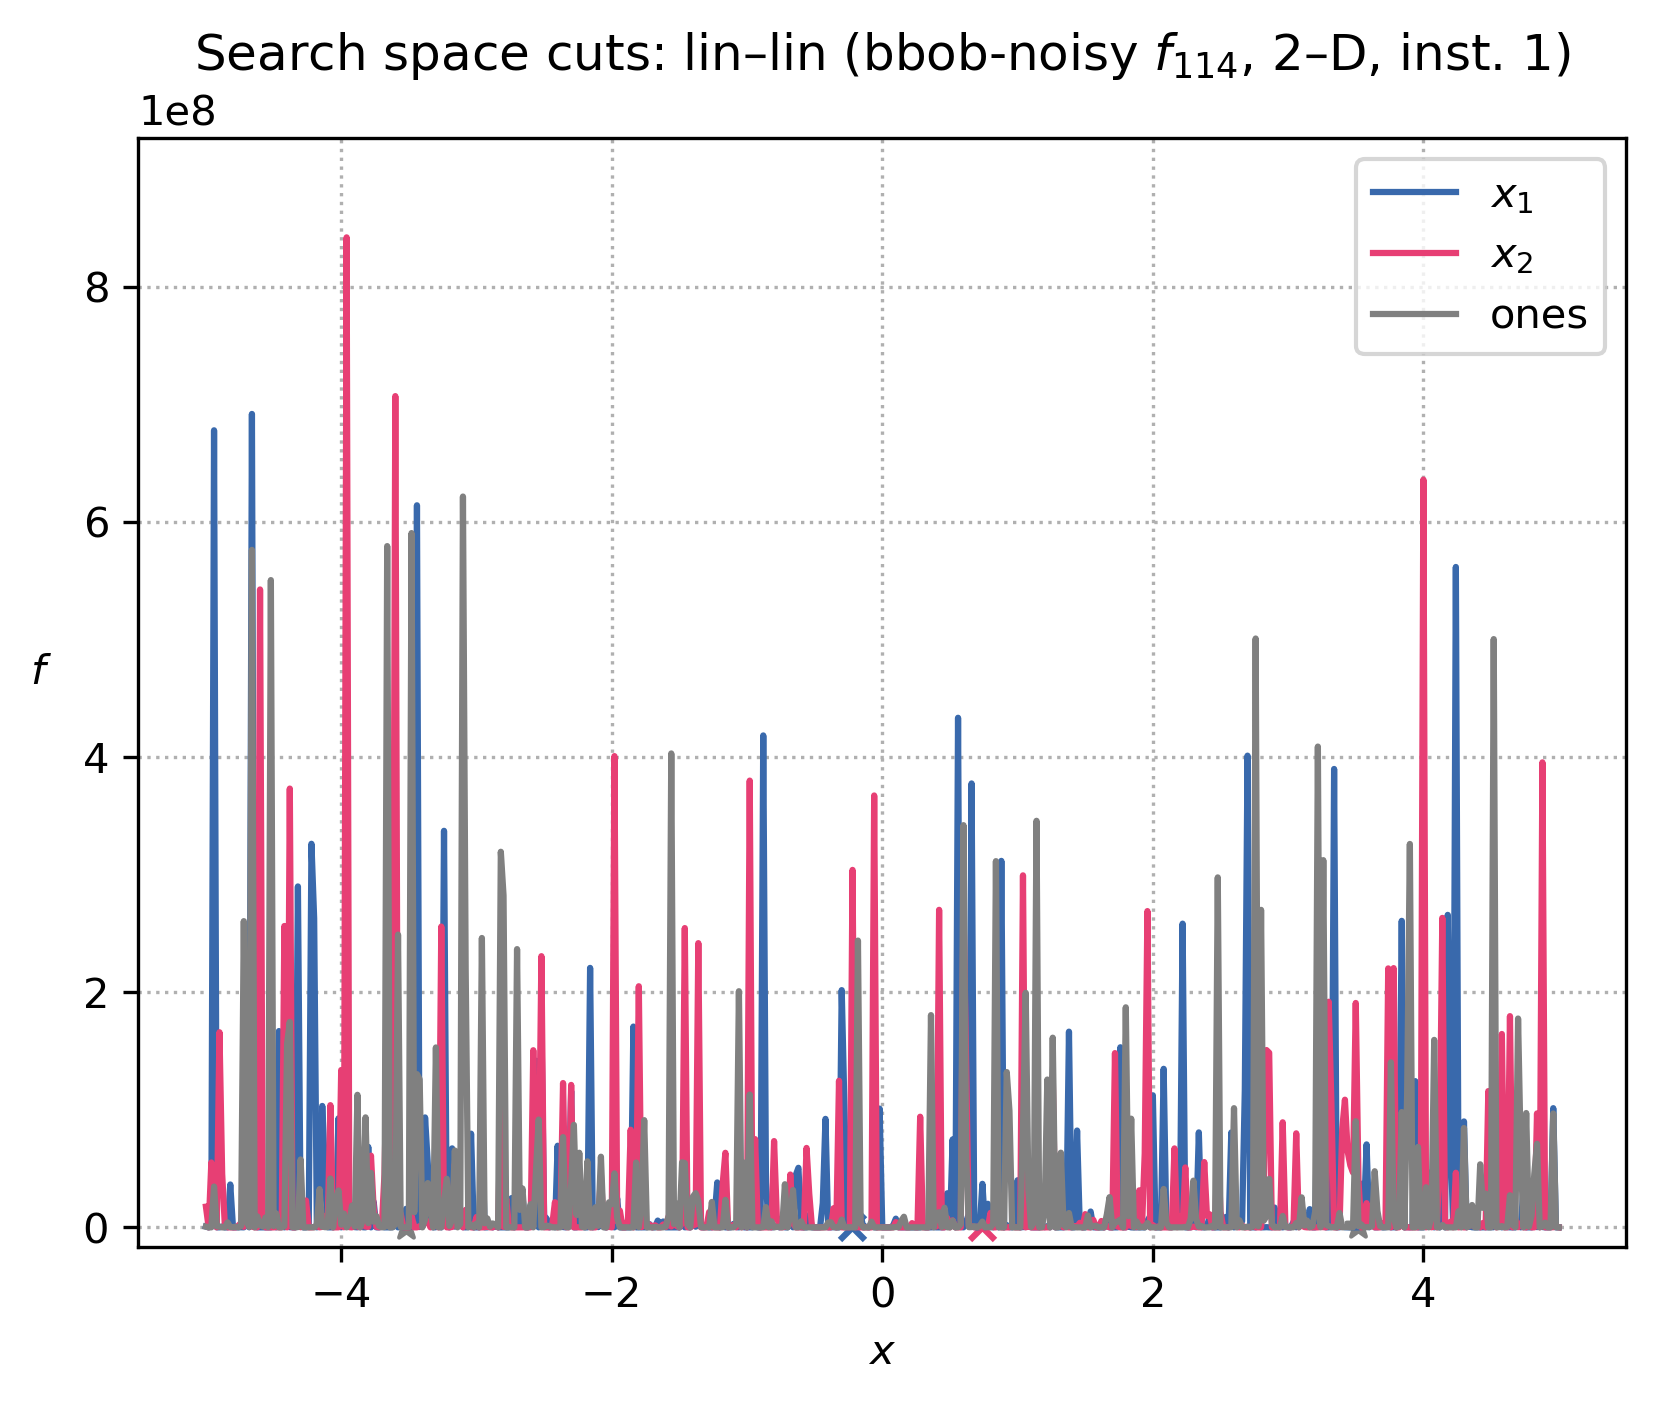 Search space cuts: lin–lin (bbob-noisy f₁₁₄, 2–D, inst. 1)
1e8
x₁
x₂
ones
8
6
4
2
0
f
−4
−2
0
2
4
x